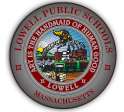 LOWELL PUBLIC SCHOOLS
ART IS THE HANDMAID OF HUMAN GOOD
LOWELL
MASSACHUSETTS